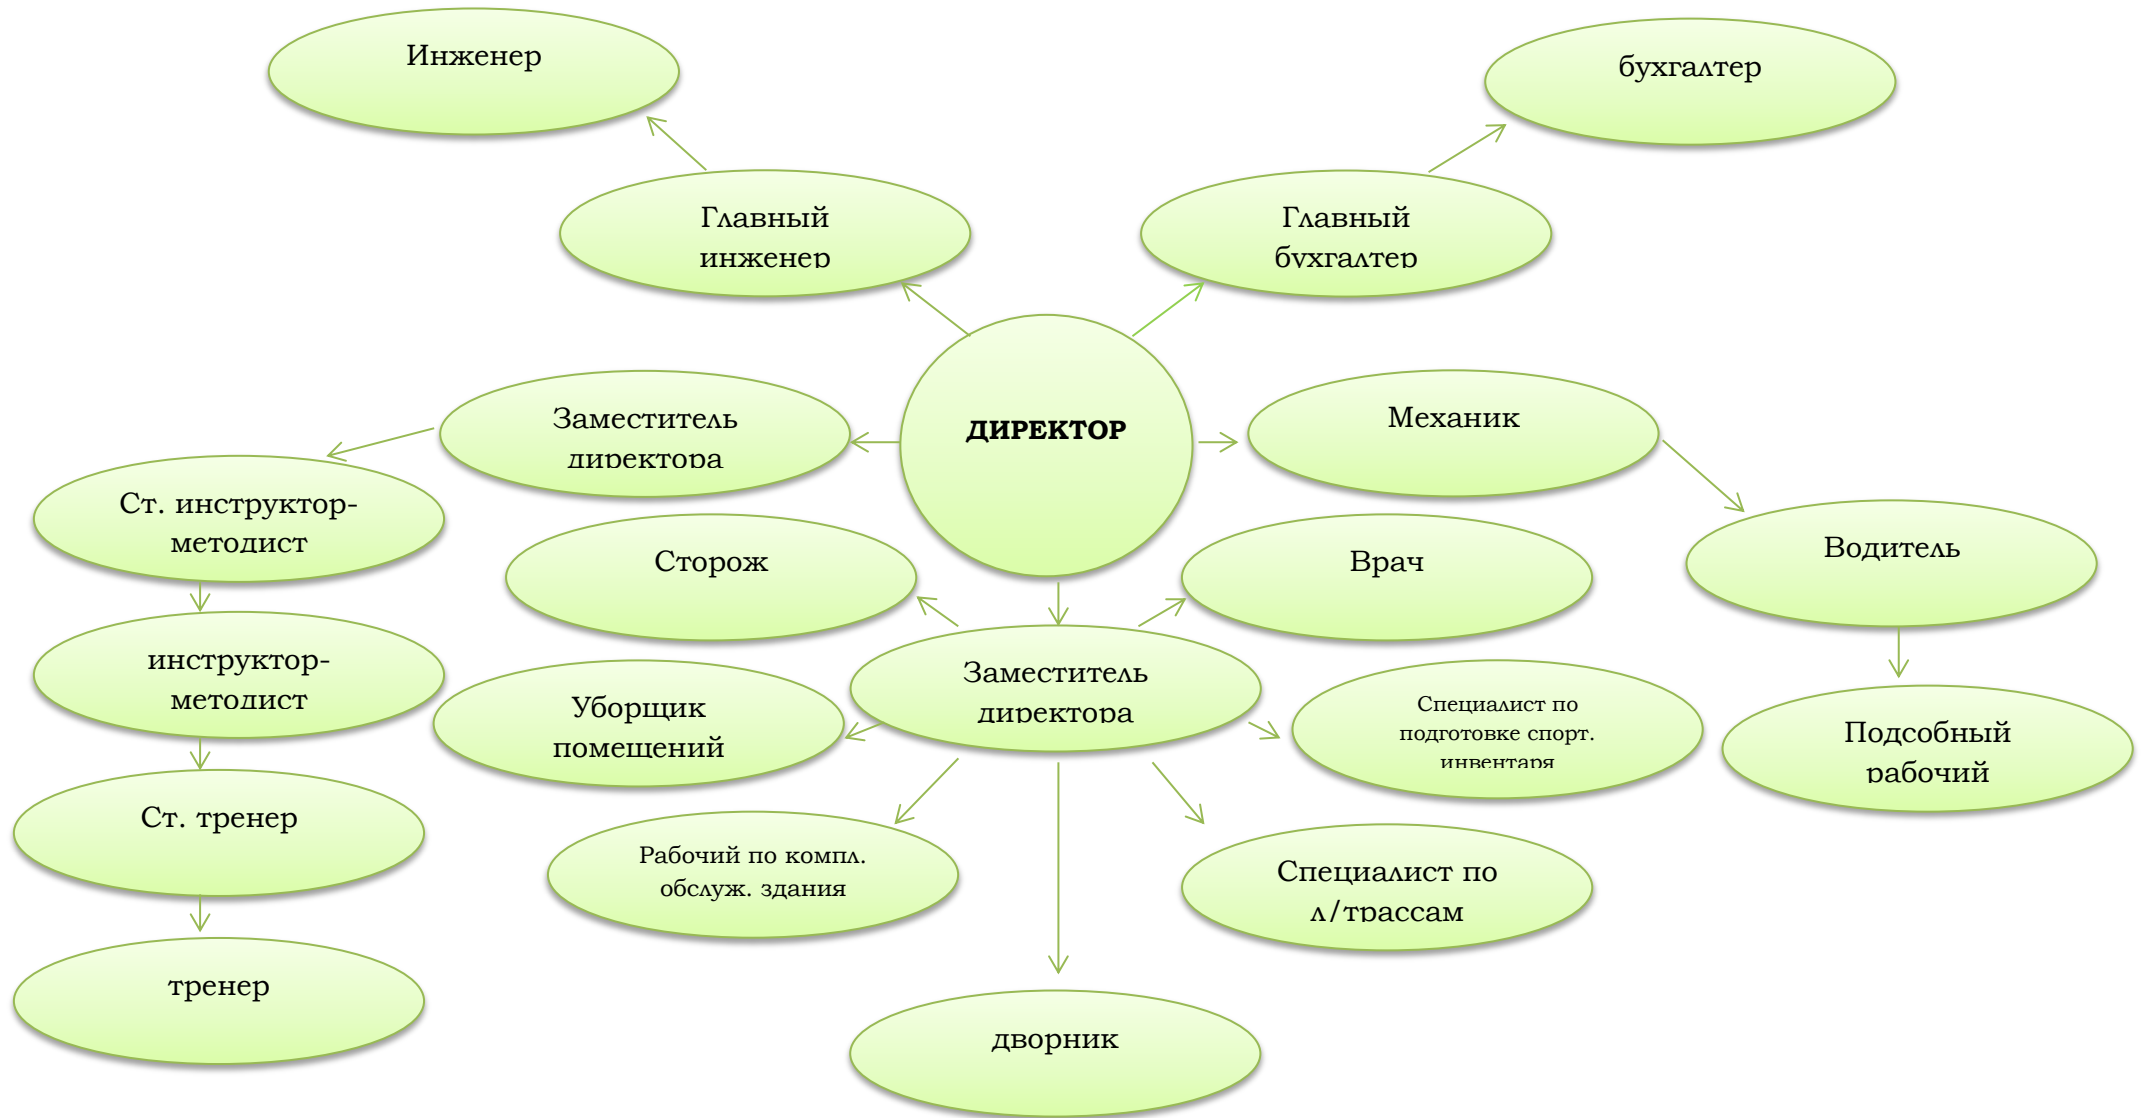 Инженер
бухгалтер
Главный
инженер
Главный
бухгалтер
ДИРЕКТОР
Заместитель
директора
Механик
Ст. инструктор-
методист
Сторож
Врач
Водитель
инструктор-
методист
Уборщик
помещений
Заместитель
директора
Специалист по
подготовке спорт.
инвентаря
Подсобный
рабочий
Ст. тренер
Рабочий по компл.
обслуж. здания
Специалист по
л/трассам
тренер
дворник